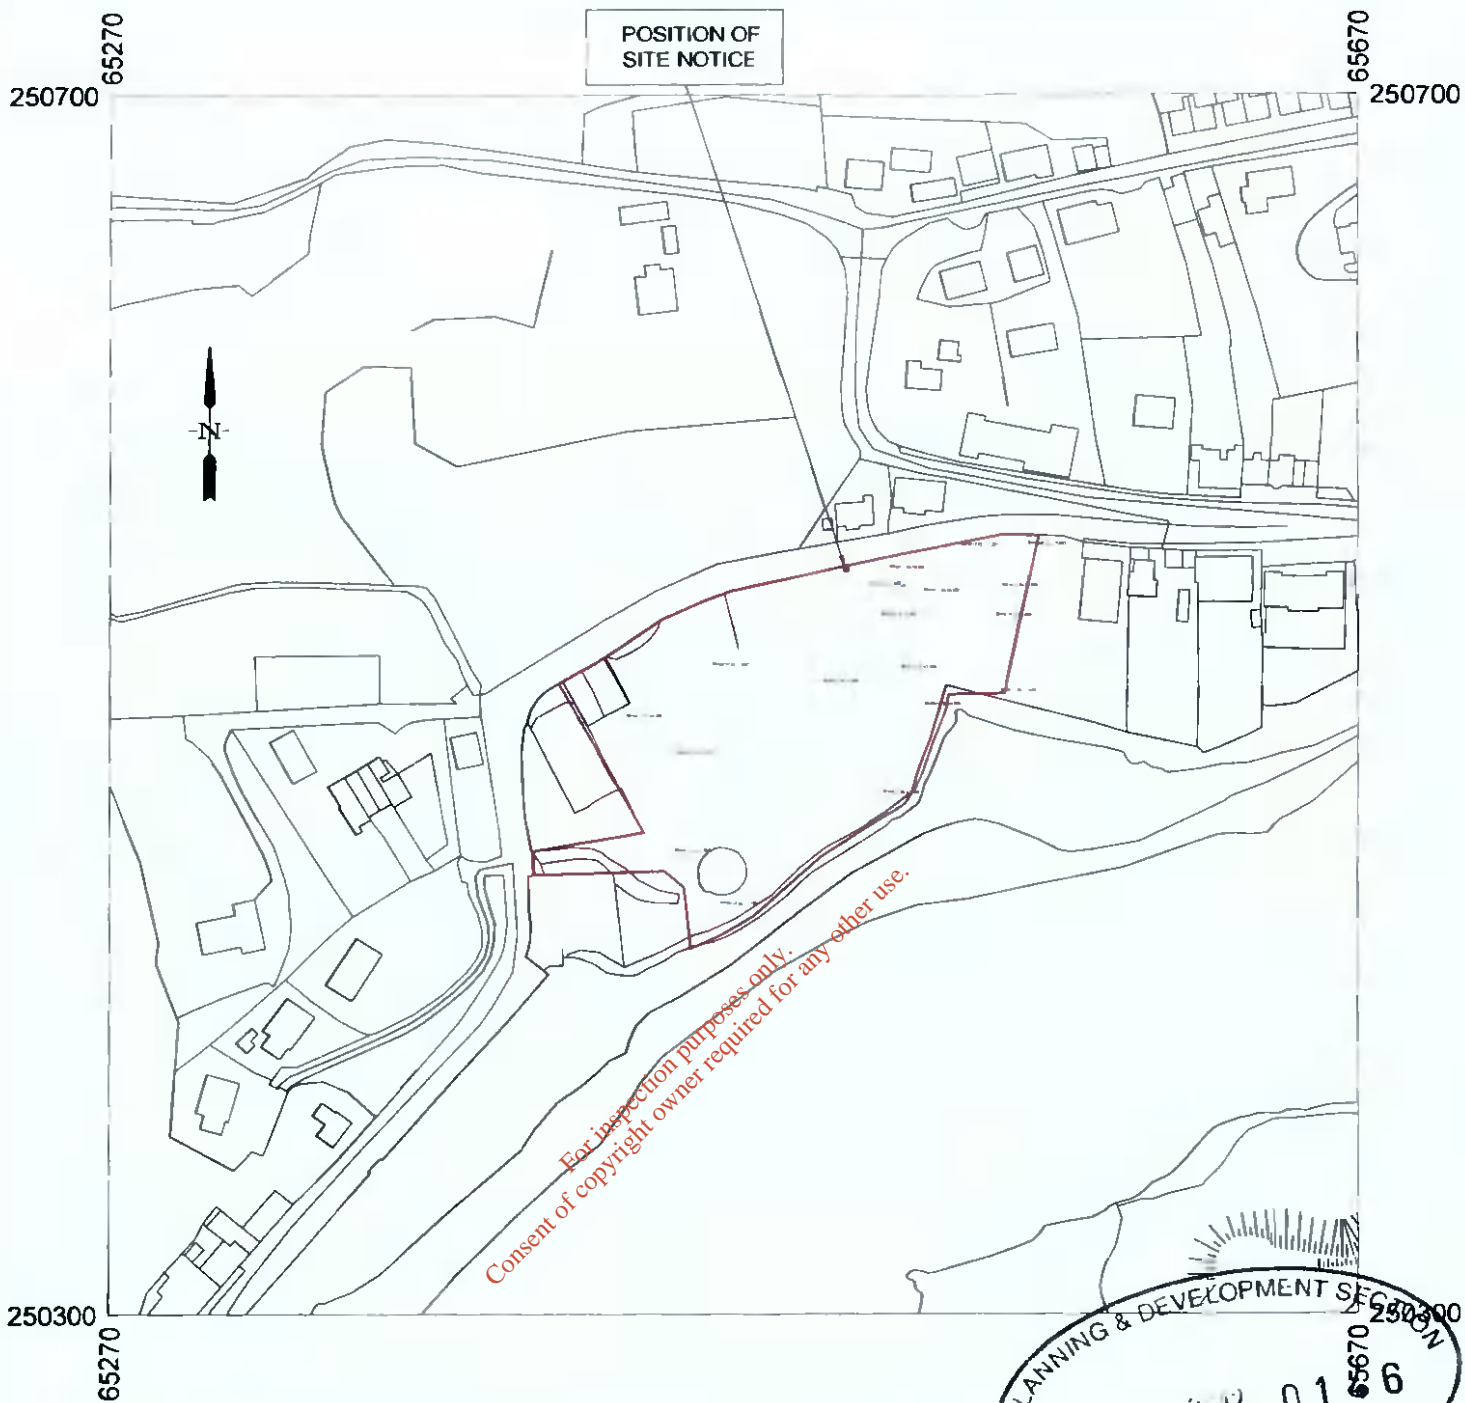 POSITION OF
SITE NOTICE
65270
65670
250700
250700
N
For inspection purposes only.
Consent of copyright owner required for any other use.
250300
250300
65270
65670
PLANNING & DEVELOPMENT SECTION